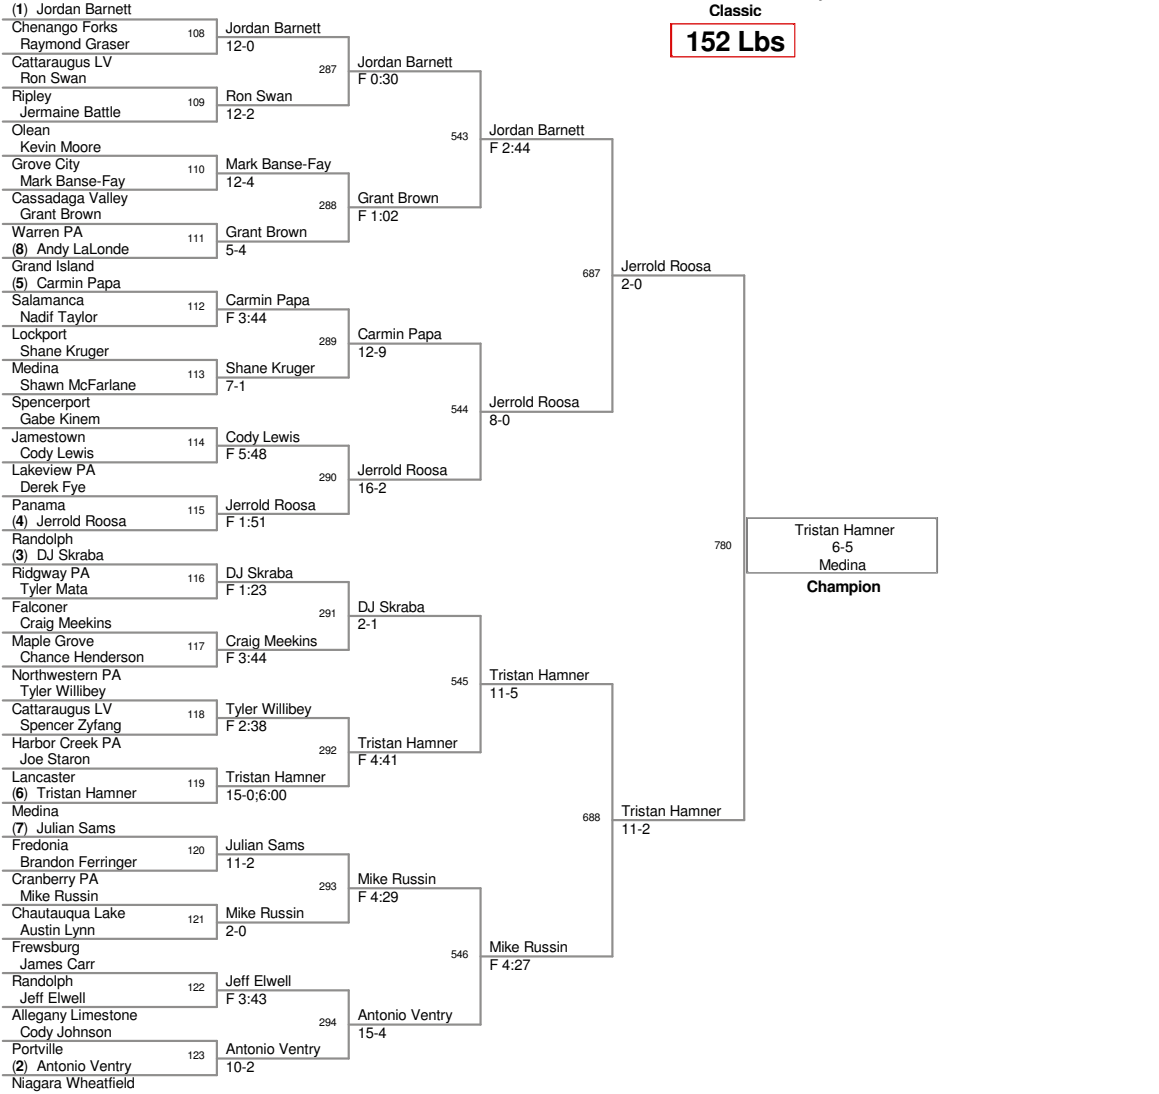 Classic
152 Lbs
(1) Jordan Barnett
Chenango Forks
Raymond Graser
Cattaraugus LV
Ron Swan
Ripley
Jermaine Battle
Olean
Kevin Moore
Grove City
Mark Banse-Fay
Cassadaga Valley
Grant Brown
Warren PA
(8) Andy LaLonde
Grand Island
(5) Carmin Papa
Salamanca
Nadif Taylor
Lockport
Shane Kruger
Medina
Shawn McFarlane
Spencerport
Gabe Kinem
Jamestown
Cody Lewis
Lakeview PA
Derek Fye
Panama
(4) Jerrold Roosa
Randolph
(3) DJ Skraba
Ridgway PA
Tyler Mata
Falconer
Craig Meekins
Maple Grove
Chance Henderson
Northwestern PA
Tyler Willibey
Cattaraugus LV
Spencer Zyfang
Harbor Creek PA
Joe Staron
Lancaster
(6) Tristan Hamner
Medina
(7) Julian Sams
Fredonia
Brandon Ferringer
Cranberry PA
Mike Russin
Chautauqua Lake
Austin Lynn
Frewsburg
James Carr
Randolph
Jeff Elwell
Allegany Limestone
Cody Johnson
Portville
(2) Antonio Ventry
Niagara Wheatfield
108
109
110
111
112
113
114
115
116
117
118
119
120
121
122
123
Jordan Barnett
12-0
Ron Swan
12-2
Mark Banse-Fay
12-4
Grant Brown
5-4
Carmin Papa
F 3:44
Shane Kruger
7-1
Cody Lewis
F 5:48
Jerrold Roosa
F 1:51
DJ Skraba
F 1:23
Craig Meekins
F 3:44
Tyler Willibey
F 2:38
Tristan Hamner
15-0;6:00
Julian Sams
11-2
Mike Russin
2-0
Jeff Elwell
F 3:43
Antonio Ventry
10-2
287
288
289
290
291
292
293
294
Jordan Barnett
F 0:30
Grant Brown
F 1:02
Carmin Papa
12-9
Jerrold Roosa
16-2
DJ Skraba
2-1
Tristan Hamner
F 4:41
Mike Russin
F 4:29
Antonio Ventry
15-4
543
544
545
546
Jordan Barnett
F 2:44
Jerrold Roosa
8-0
Tristan Hamner
11-5
Mike Russin
F 4:27
687
688
Jerrold Roosa
2-0
Tristan Hamner
11-2
780
Tristan Hamner
6-5
Medina
Champion